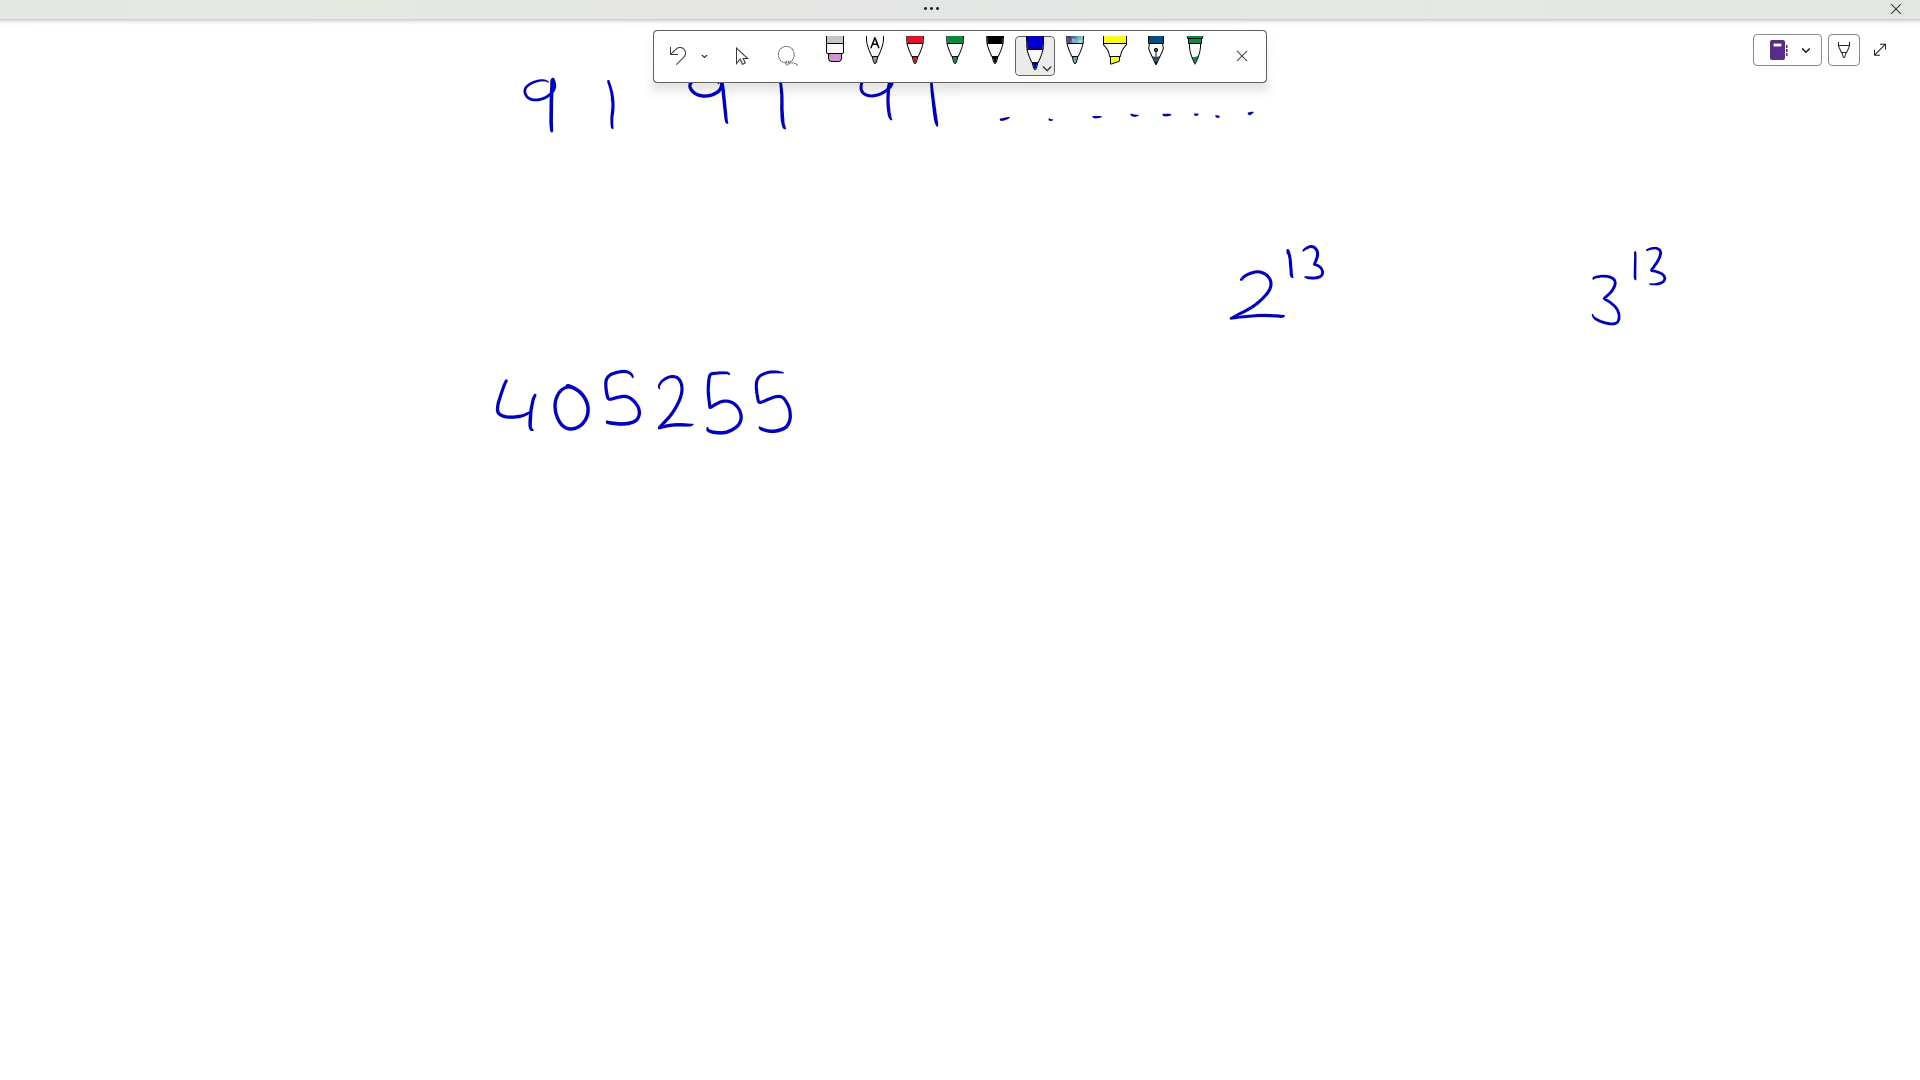 9 1 9 1 9 1 . . . . . . . .
2^13 3^13
405255